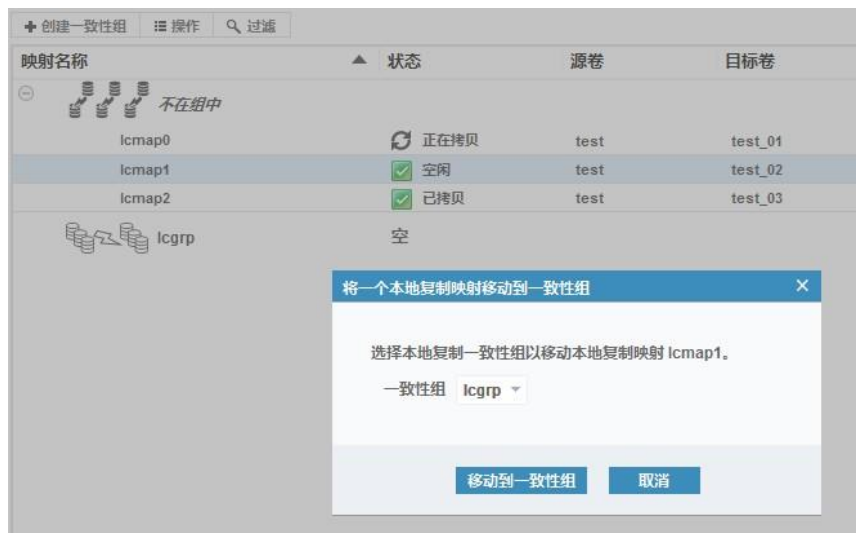 创建一致性组 操作 过滤
映射名称 状态 源卷 目标卷
不在组中
lcmap0 正在拷贝 test test_01
lcmap1 空闲 test test_02
lcmap2 已拷贝 test test_03
lcgrp 空
将一个本地复制映射移动到一致性组
选择本地复制一致性组以移动本地复制映射 lcmap1。
一致性组 lcgrp
移动到一致性组 取消